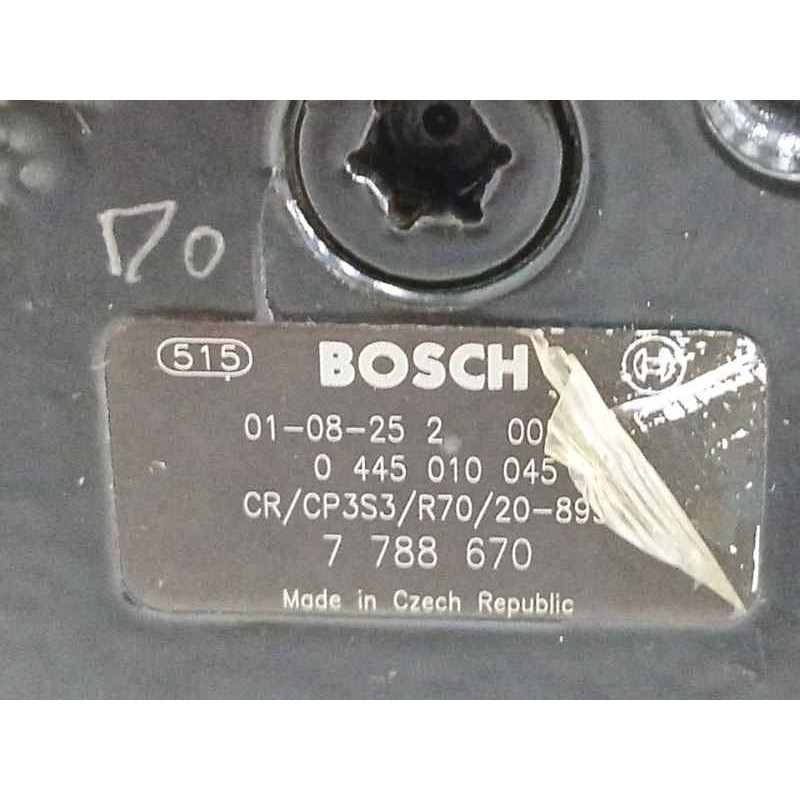 515 BOSCH
01-08-25 2 00
0 445 010 045
CR/CP3S3/R70/20-89
7 788 670
Made in Czech Republic